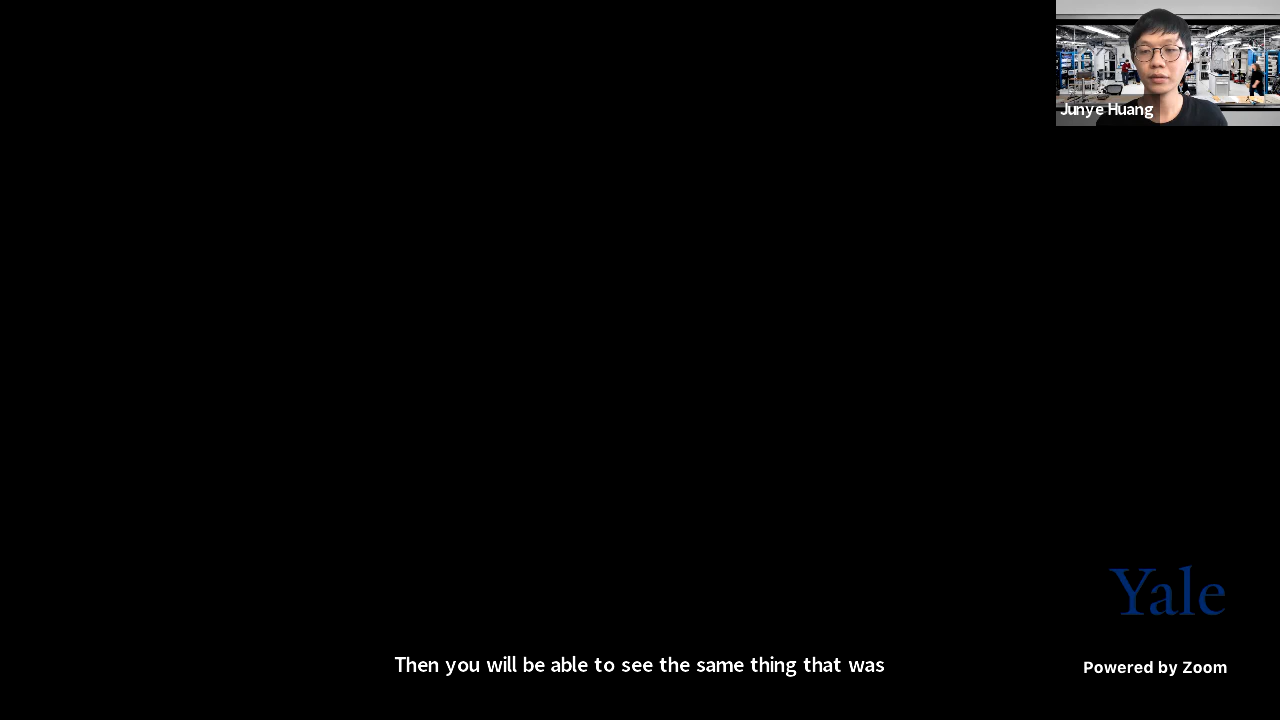 Junye Huang
Yale
Then you will be able to see the same thing that was
Powered by Zoom